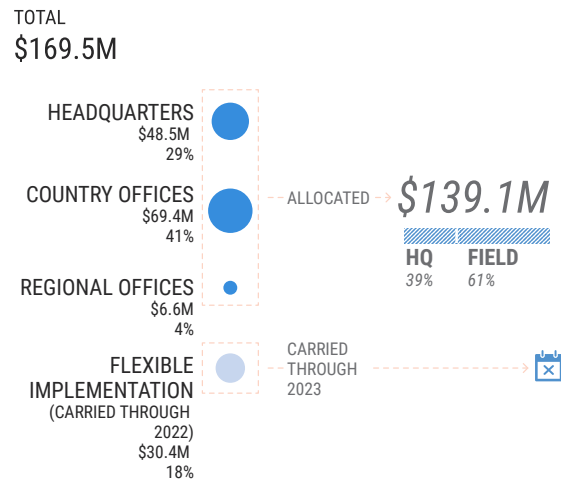 TOTAL
$169.5M
HEADQUARTERS
$48.5M
29%
COUNTRY OFFICES
$69.4M
41%
REGIONAL OFFICES
$6.6M
4%
FLEXIBLE
IMPLEMENTATION
(CARRIED THROUGH
2022)
$30.4M
18%
ALLOCATED
$139.1M
HQ
39%
FIELD
61%
CARRIED
THROUGH
2023